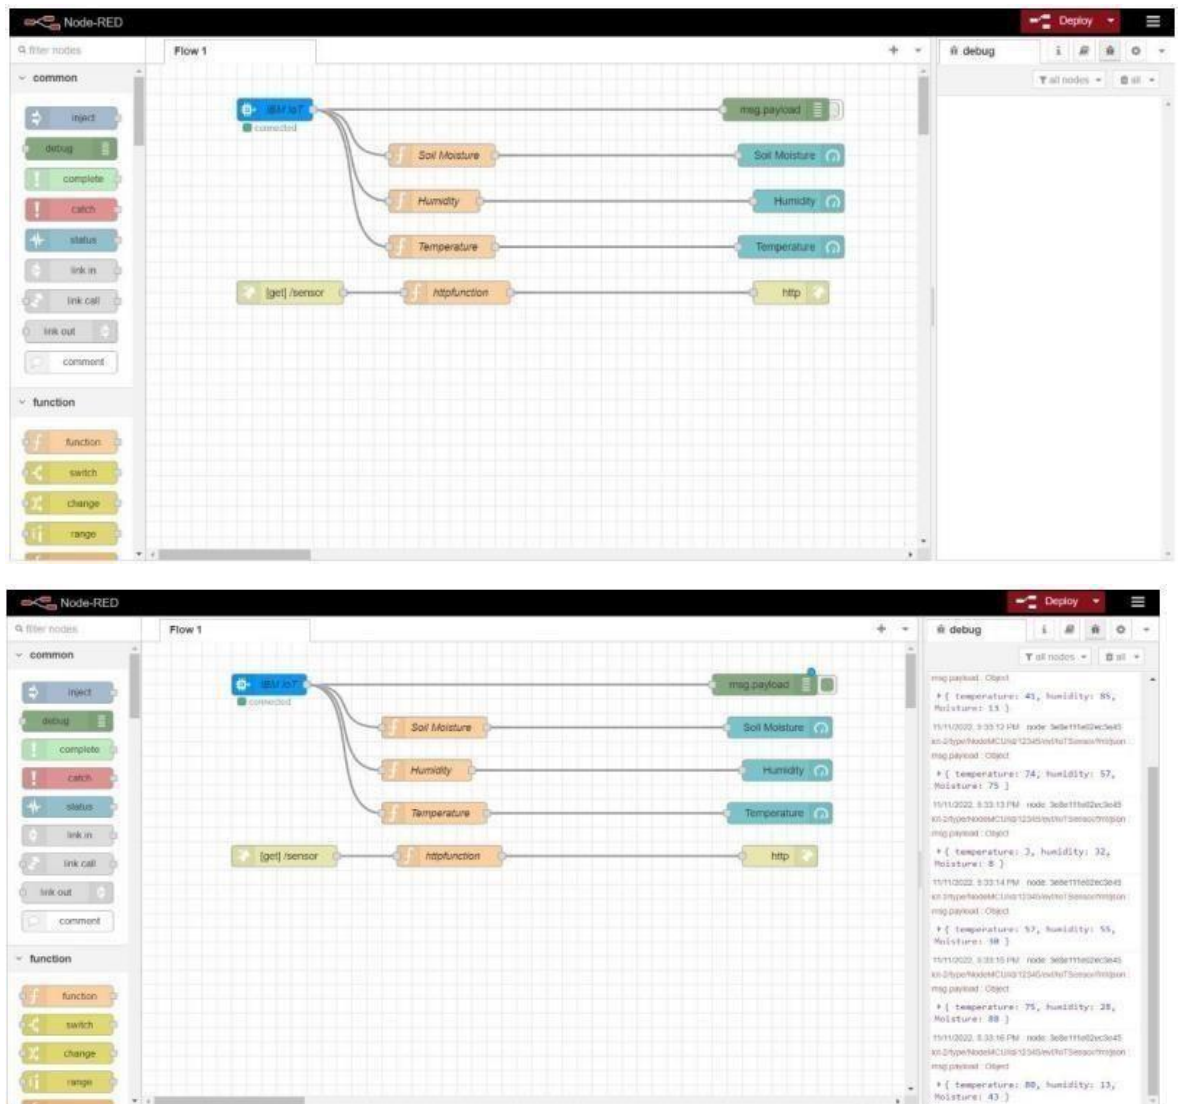 Node-RED
Deploy
filter nodes
Flow 1
debug
all nodes
all
common
inject
debug
complete
catch
status
link in
link call
link out
comment
function
function
switch
change
range
IBM IoT
connected
msg.payload
Soil Moisture
Soil Moisture
Humidity
Humidity
Temperature
Temperature
[get] /sensor
httpfunction
http
Node-RED
Deploy
filter nodes
Flow 1
debug
all nodes
all
common
inject
debug
complete
catch
status
link in
link call
link out
comment
function
function
switch
change
range
IBM IoT
connected
msg.payload
Soil Moisture
Soil Moisture
Humidity
Humidity
Temperature
Temperature
[get] /sensor
httpfunction
http
msg.payload : Object
{ temperature: 41, humidity: 85,
Moisture: 13 }
msg.payload : Object
{ temperature: 74, humidity: 57,
Moisture: 75 }
msg.payload : Object
{ temperature: 3, humidity: 32,
Moisture: 8 }
msg.payload : Object
{ temperature: 57, humidity: 55,
Moisture:
msg.payload : Object
{ temperature: 75, humidity: 28,
Moisture:
msg.payload : Object
{ temperature: 80, humidity: 13,
Moisture: 43 }